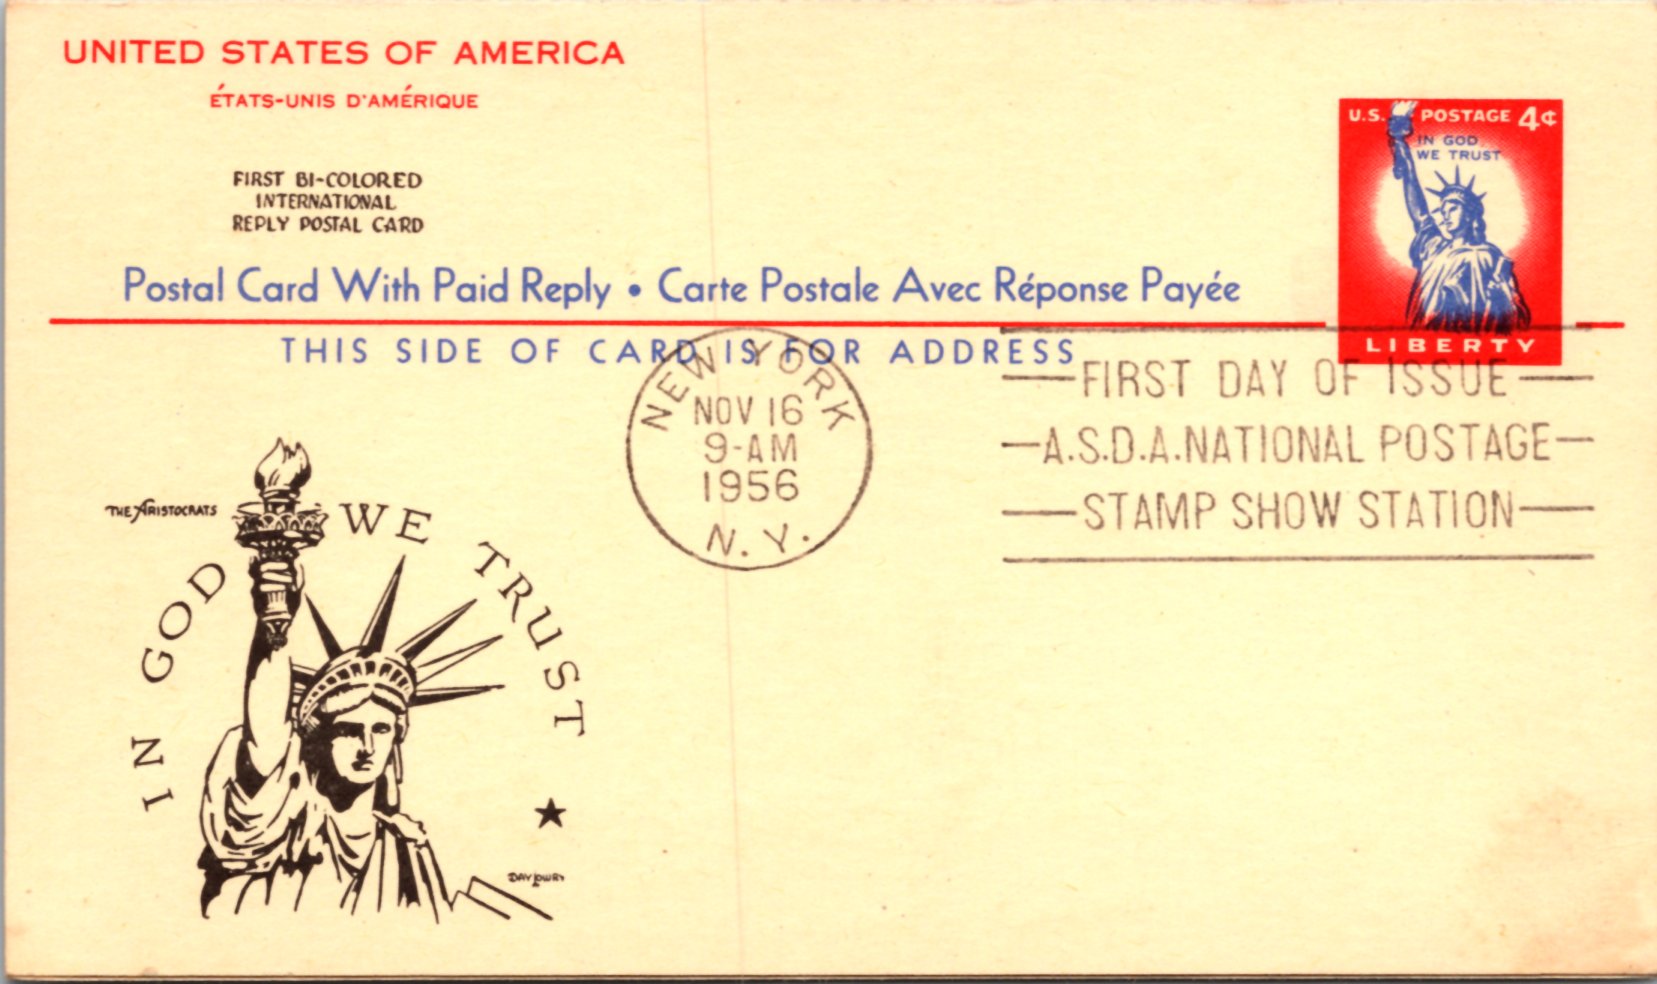 UNITED STATES OF AMERICA
ÉTATS-UNIS D'AMÉRIQUE
FIRST BI-COLORED
INTERNATIONAL
REPLY POSTAL CARD
U.S. POSTAGE 4¢
IN GOD
WE TRUST
LIBERTY
Postal Card With Paid Reply • Carte Postale Avec Réponse Payée
THIS SIDE OF CARD IS FOR ADDRESS
NEW YORK
NOV 16
9-AM
1956
N.Y.
FIRST DAY OF ISSUE
A.S.D.A. NATIONAL POSTAGE
STAMP SHOW STATION
THE ARISTOCRATS
IN GOD WE TRUST
DAY LOWRY